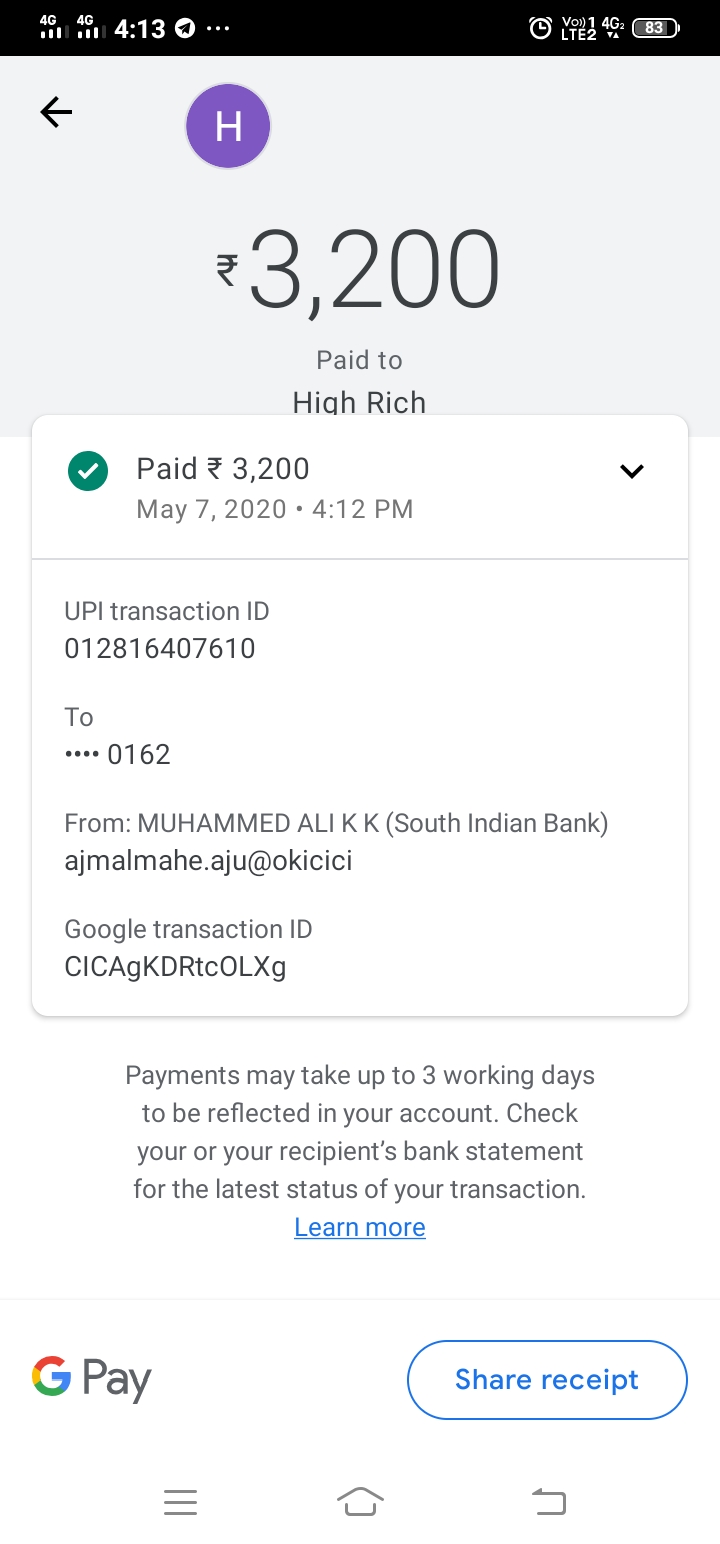 4G 4G 4:13 ... Vo)) 1 4G2 83
LTE2
H
₹3,200
Paid to
High Rich
Paid ₹ 3,200
May 7, 2020 • 4:12 PM
UPI transaction ID
012816407610
To
•••• 0162
From: MUHAMMED ALI K K (South Indian Bank)
ajmalmahe.aju@okicici
Google transaction ID
CICAgKDRtcOLXg
Payments may take up to 3 working days
to be reflected in your account. Check
your or your recipient’s bank statement
for the latest status of your transaction.
Learn more
G Pay
Share receipt